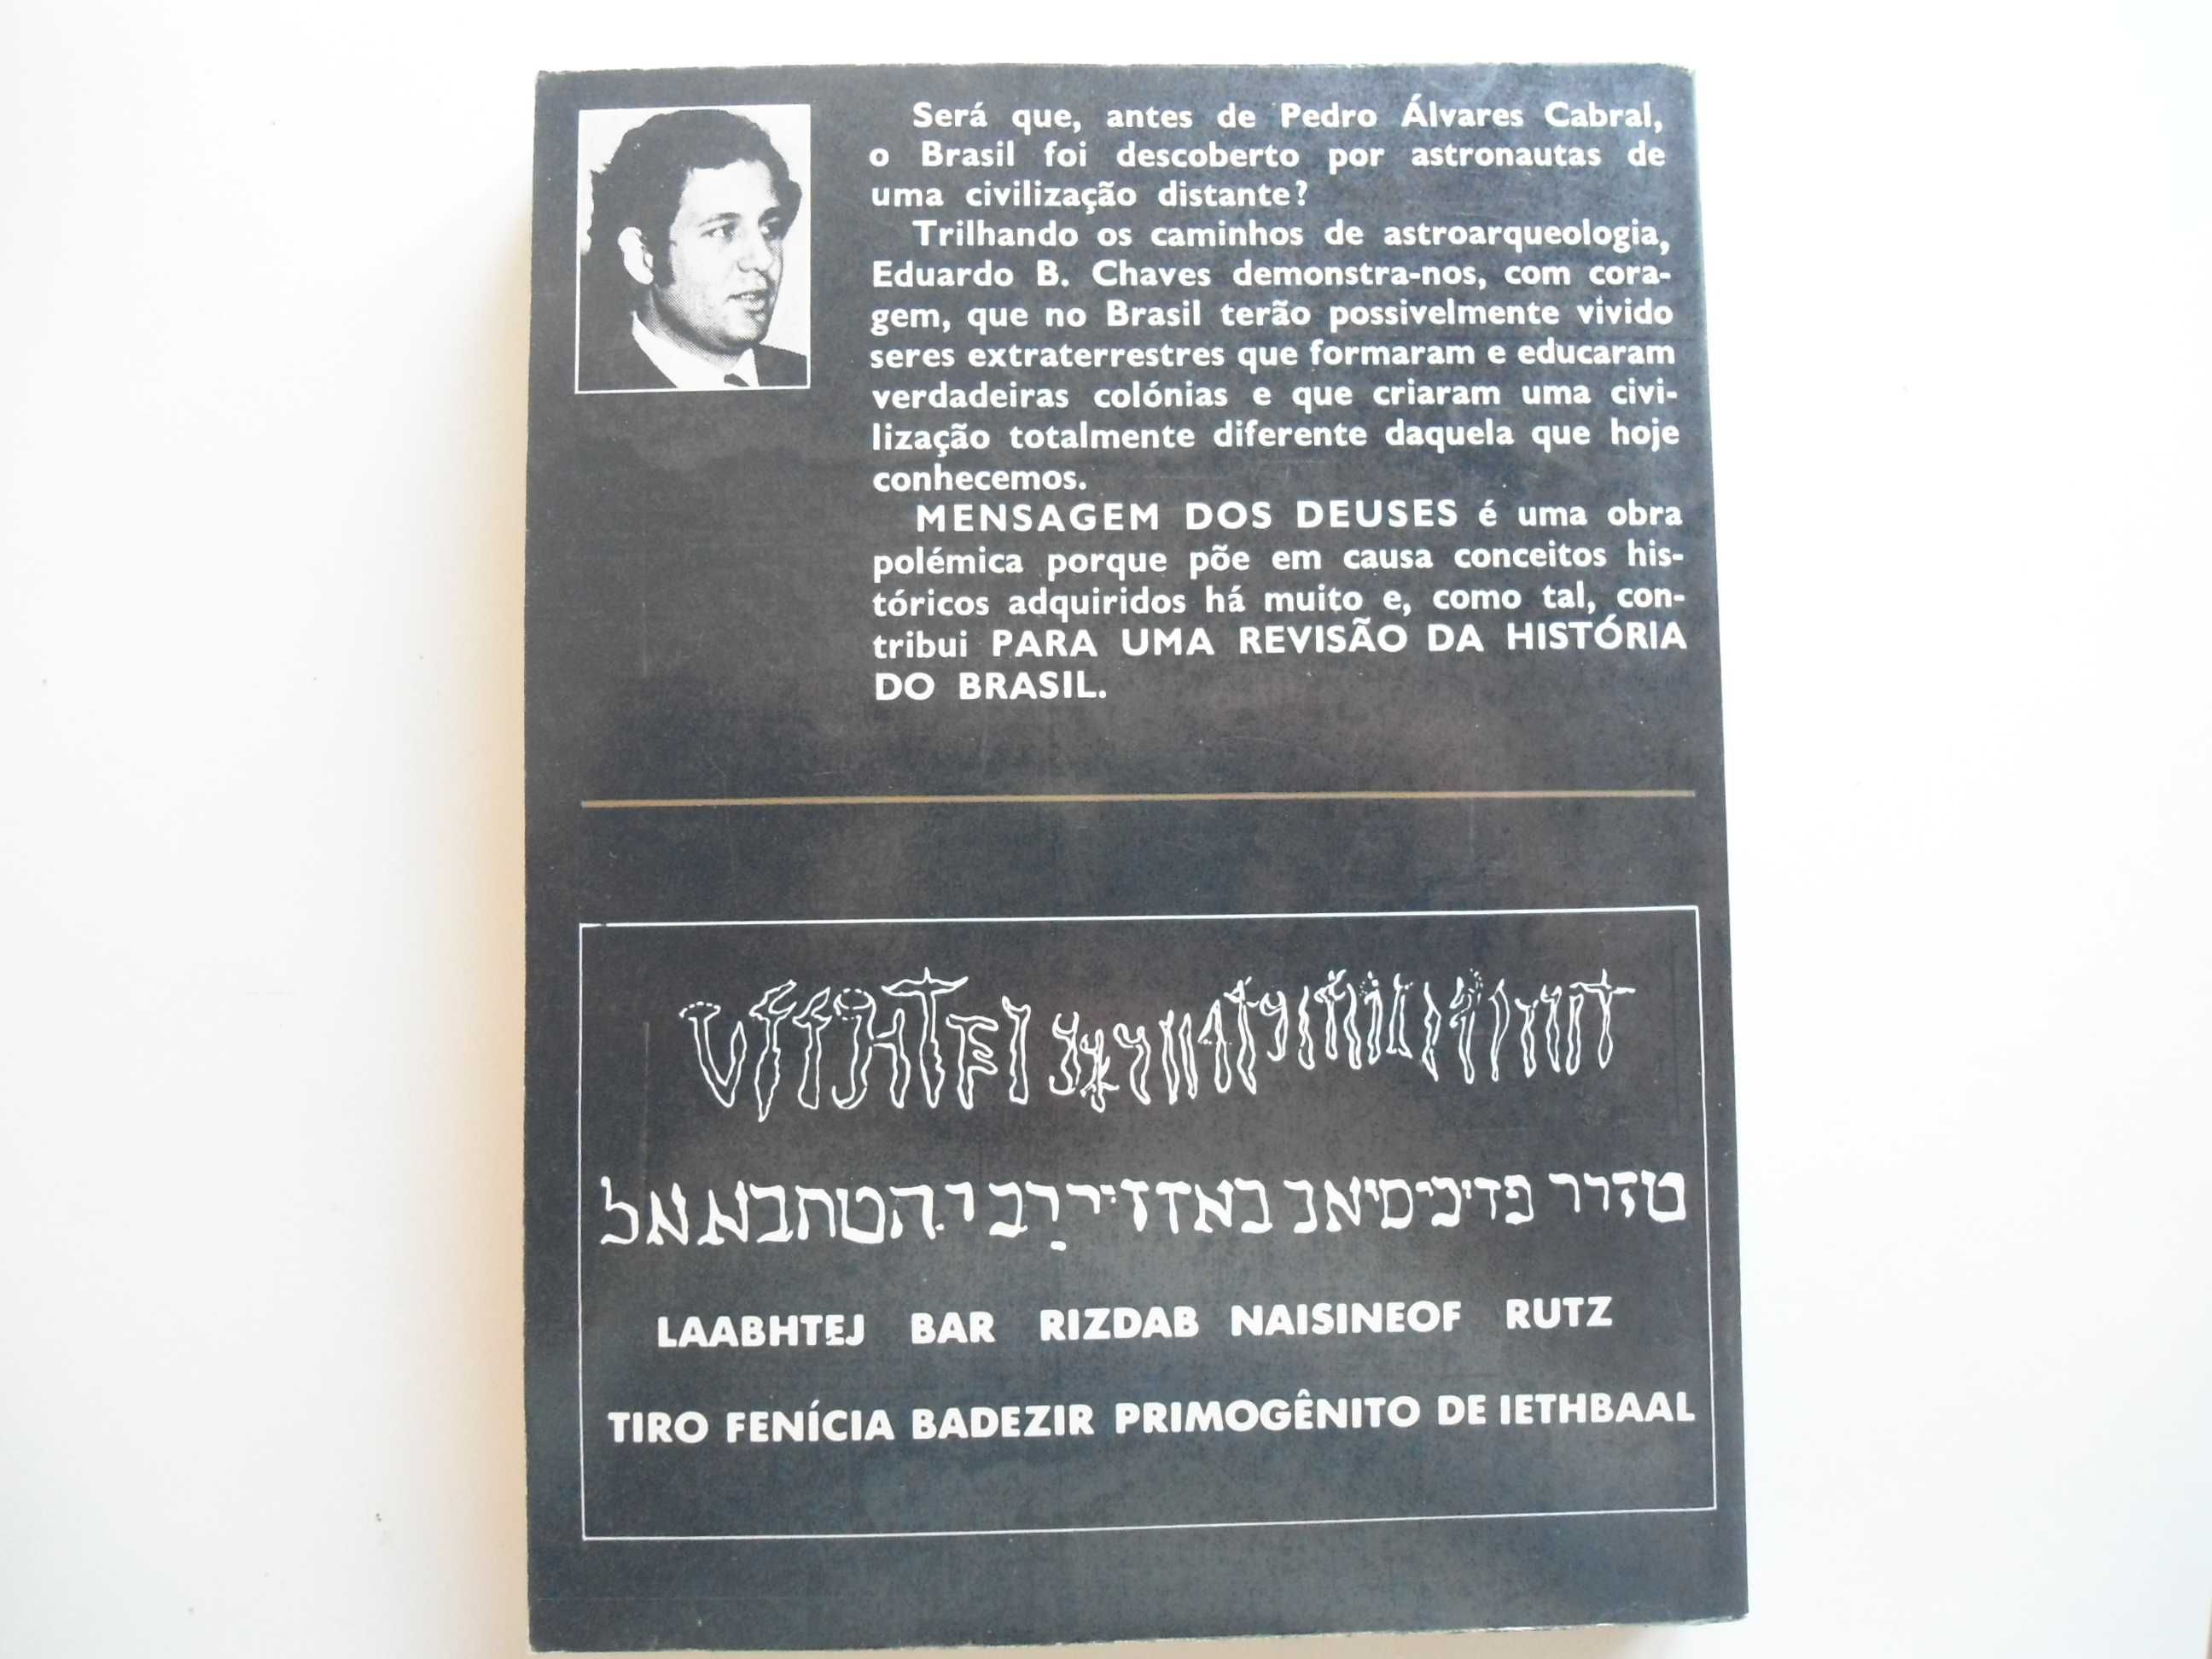 Será que, antes de Pedro Álvares Cabral,
o Brasil foi descoberto por astronautas de
uma civilização distante?
Trilhando os caminhos de astroarqueologia,
Eduardo B. Chaves demonstra-nos, com cora-
gem, que no Brasil terão possivelmente vivido
seres extraterrestres que formaram e educaram
verdadeiras colónias e que criaram uma civi-
lização totalmente diferente daquela que hoje
conhecemos.
MENSAGEM DOS DEUSES é uma obra
polémica porque põe em causa conceitos his-
tóricos adquiridos há muito e, como tal, con-
tribui PARA UMA REVISÃO DA HISTÓRIA
DO BRASIL.
LAABHTEJ BAR RIZDAB NAISINEOF RUTZ
TIRO FENÍCIA BADEZIR PRIMOGÊNITO DE IETHBAAL